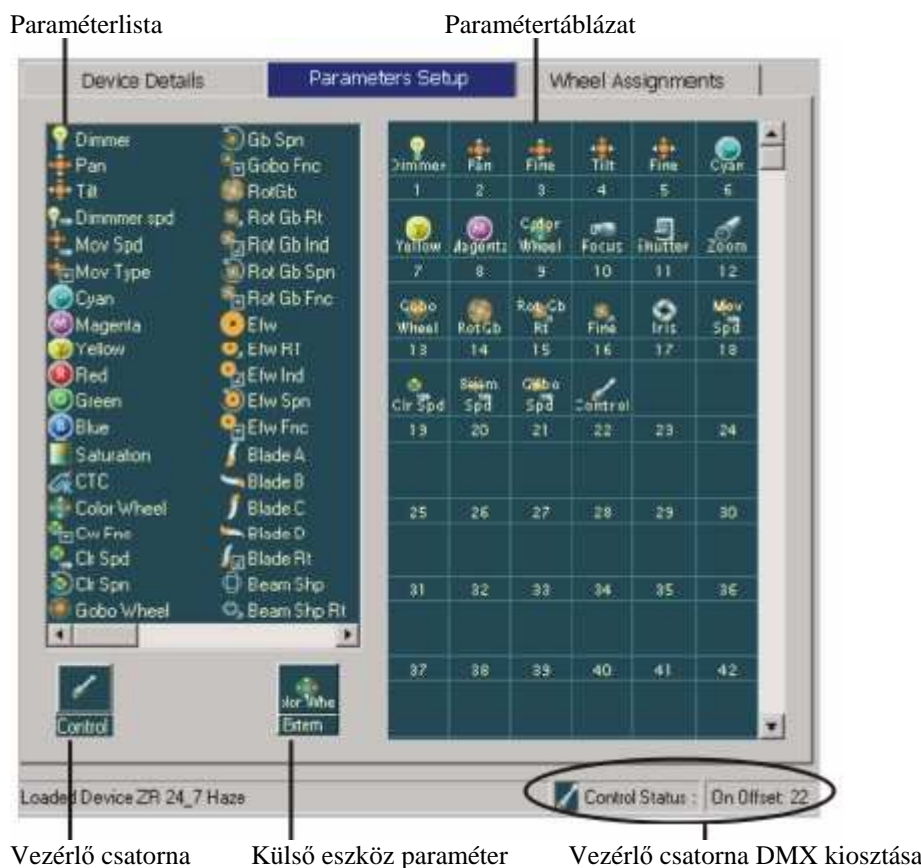 Paraméterlista
Paramétertáblázat
Device Details
Parameters Setup
Wheel Assignments
Dimmer
Pan
Tilt
Dimmmer spd
Mov Spd
Mov Type
Cyan
Magenta
Yellow
Red
Green
Blue
Saturation
CTC
Color Wheel
Cw Fnc
Clr Spd
Clr Spn
Gobo Wheel
Gb Spn
Gobo Fnc
RotGb
Rot Gb Rt
Rot Gb Ind
Rot Gb Spn
Rot Gb Fnc
Efw
Efw RT
Efw Ind
Efw Spn
Efw Fnc
Blade A
Blade B
Blade C
Blade D
Blade Rt
Beam Shp
Beam Shp Rt
Dimmer Pan Fine Tilt Fine Cyan
1 2 3 4 5 6
Yellow Magenta Color Wheel Focus Shutter Zoom
7 8 9 10 11 12
Gobo Wheel RotGb Rot Gb Rt Fine Iris Mov Spd
13 14 15 16 17 18
Clr Spd Beam Spd Gobo Spd Control
19 20 21 22 23 24
25 26 27 28 29 30
31 32 33 34 35 36
37 38 39 40 41 42
Control
olor Whe
Extern
Loaded Device ZR 24_7 Haze
Control Status : On Offset: 22
Vezérlő csatorna
Külső eszköz paraméter
Vezérlő csatorna DMX kiosztása